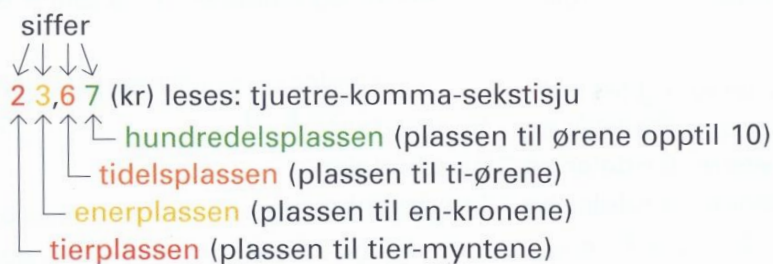 siffer
2 3,6 7 (kr) leses: tjuetre-komma-sekstisju
hundredelsplassen (plassen til ørene opptil 10)
tidelsplassen (plassen til ti-ørene)
enerplassen (plassen til en-kronene)
tierplassen (plassen til tier-myntene)